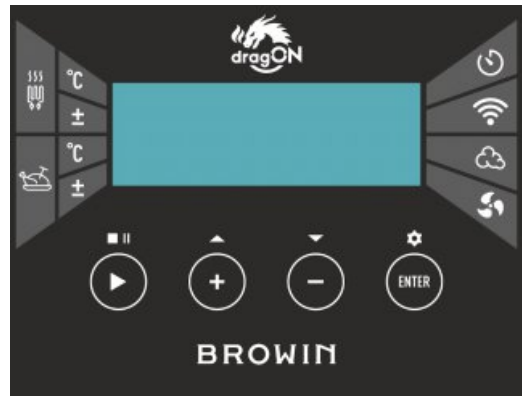 dragON
°C
±
°C
±
+
−
ENTER
BROWIN